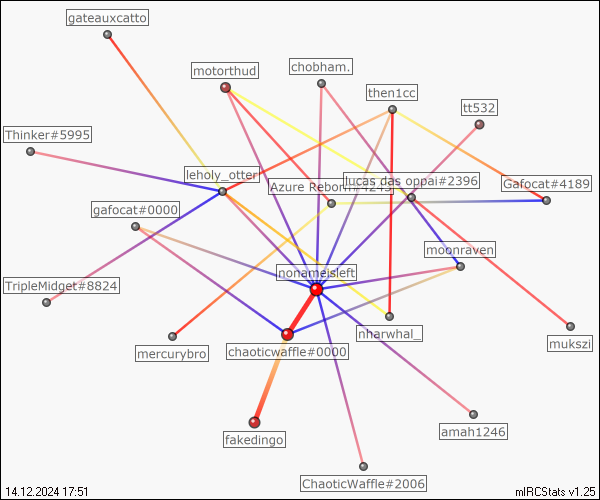 gateauxcatto
motorthud
chobham.
then1cc
tt532
Thinker#5995
leholy_otter
Azure Reborn#4243
lucas das oppai#2396
Gafocat#4189
gafocat#0000
moonraven
nonameisleft
TripleMidget#8824
mercurybro
chaoticwaffle#0000
nharwhal_
mukszi
fakedingo
amah1246
ChaoticWaffle#2006
14.12.2024 17:51
mIRCStats v1.25